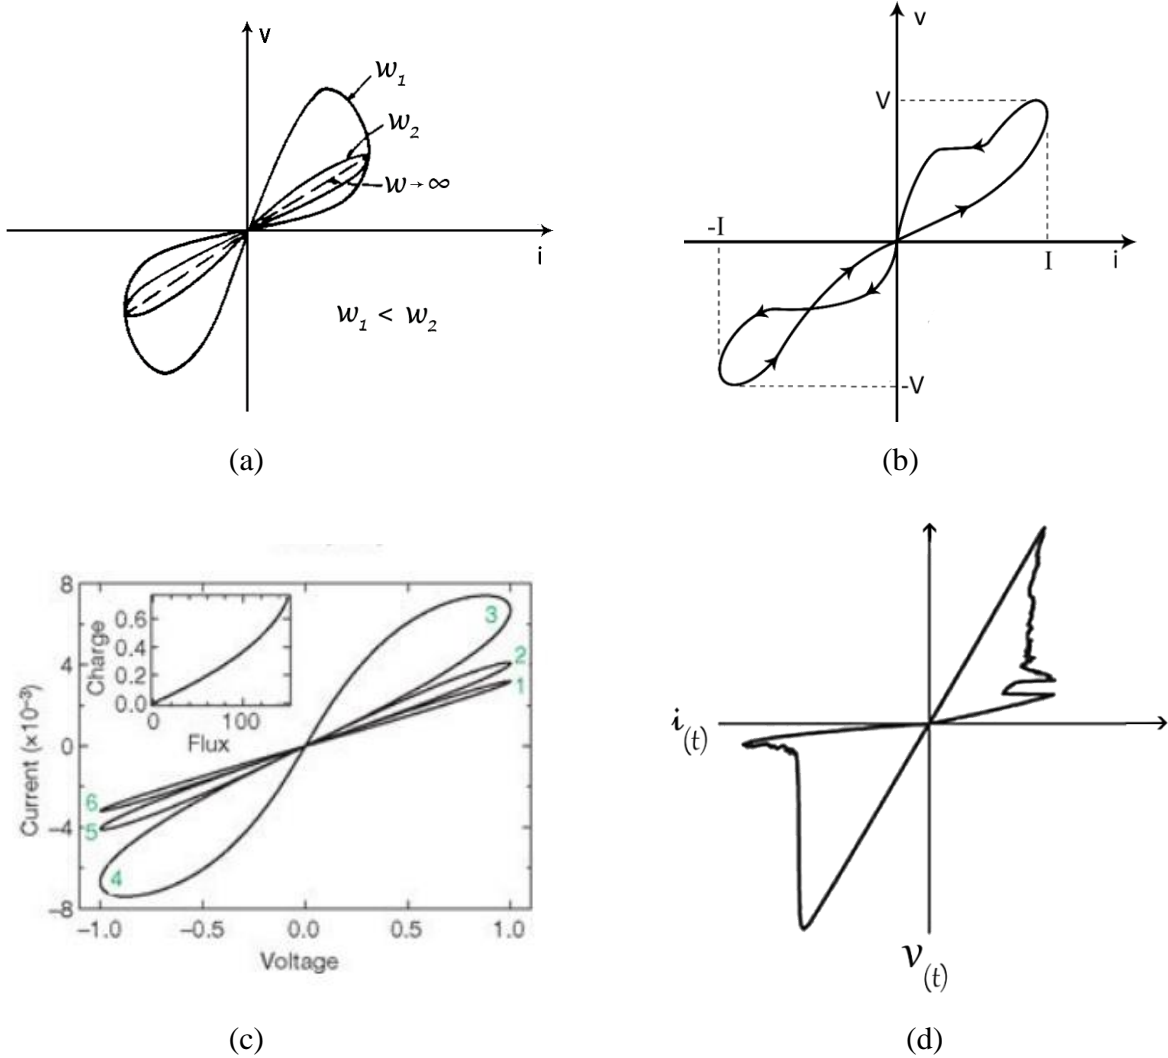 v
w1
w2
w→∞
i
w1 < w2
(a)
v
V
-I
I
i
-V
(b)
8
4
0
−4
−8
Current (×10⁻³)
0.6
0.4
0.2
0.0
Charge
0
100
Flux
3
2
1
6
5
4
−1.0
−0.5
0.0
0.5
1.0
Voltage
(c)
i(t)
v(t)
(d)